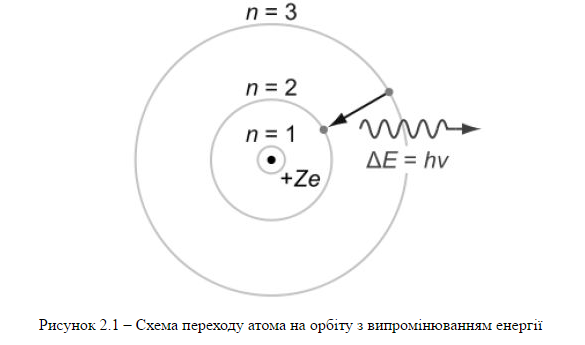 n = 3
n = 2
n = 1
+Ze
ΔE = hν
Рисунок 2.1 – Схема переходу атома на орбіту з випромінюванням енергії